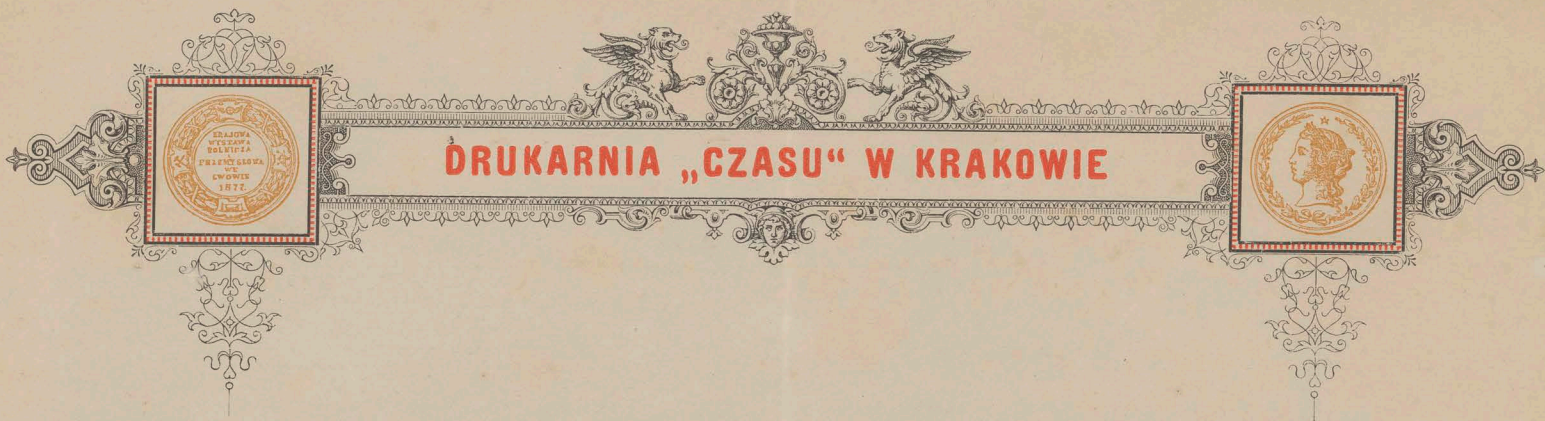 KRAJOWA
WYSTAWA
ROLNICZA
I
PRZEMYSŁOWA
WE
LWOWIE
1877.
DRUKARNIA „CZASU“ W KRAKOWIE